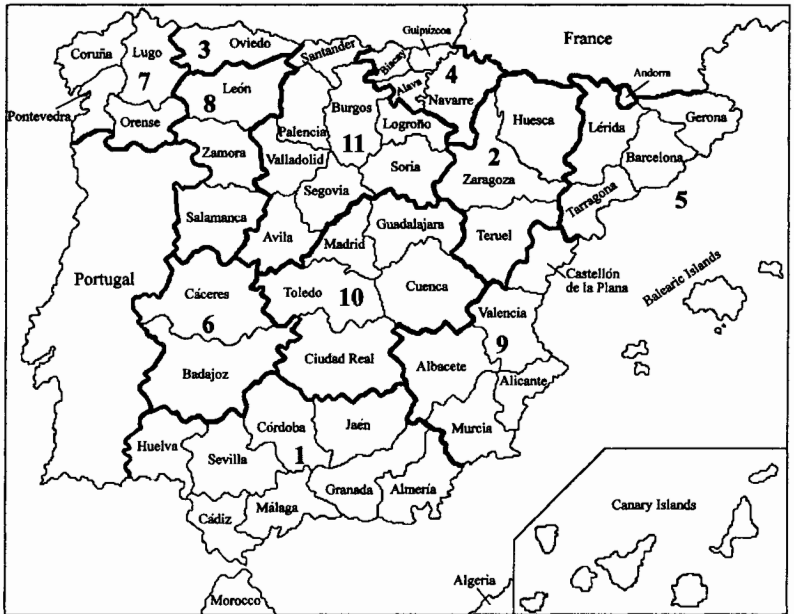 Guipúzcoa
France
Coruña
Lugo
3
Oviedo
Santander
Biscay
4
Andorra
7
León
Alava
Navarre
8
Burgos
Huesca
Pontevedra
Orense
Logroño
Lérida
Gerona
Palencia
11
2
Zamora
Valladolid
Soria
Zaragoza
Barcelona
Segovia
Tarragona
5
Salamanca
Avila
Madrid
Guadalajara
Teruel
Portugal
Castellón
de la Plana
Balearic Islands
Cáceres
Toledo
10
Cuenca
6
Valencia
9
Badajoz
Ciudad Real
Albacete
Alicante
Huelva
Córdoba
Jaén
Murcia
Sevilla
1
Granada
Almería
Cádiz
Málaga
Canary Islands
Morocco
Algeria